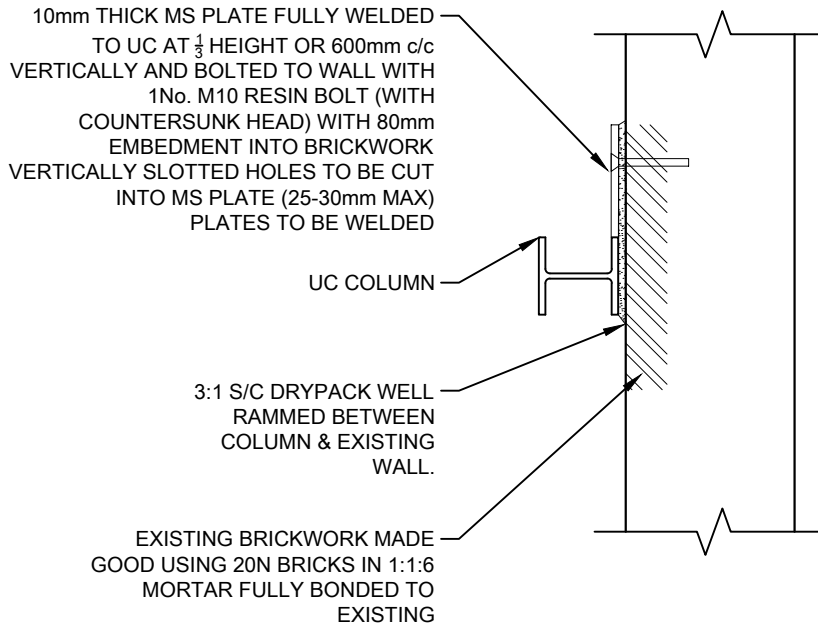 10mm THICK MS PLATE FULLY WELDED
TO UC AT 1/3 HEIGHT OR 600mm c/c
VERTICALLY AND BOLTED TO WALL WITH
1No. M10 RESIN BOLT (WITH
COUNTERSUNK HEAD) WITH 80mm
EMBEDMENT INTO BRICKWORK
VERTICALLY SLOTTED HOLES TO BE CUT
INTO MS PLATE (25-30mm MAX)
PLATES TO BE WELDED
UC COLUMN
3:1 S/C DRYPACK WELL
RAMMED BETWEEN
COLUMN & EXISTING
WALL.
EXISTING BRICKWORK MADE
GOOD USING 20N BRICKS IN 1:1:6
MORTAR FULLY BONDED TO
EXISTING